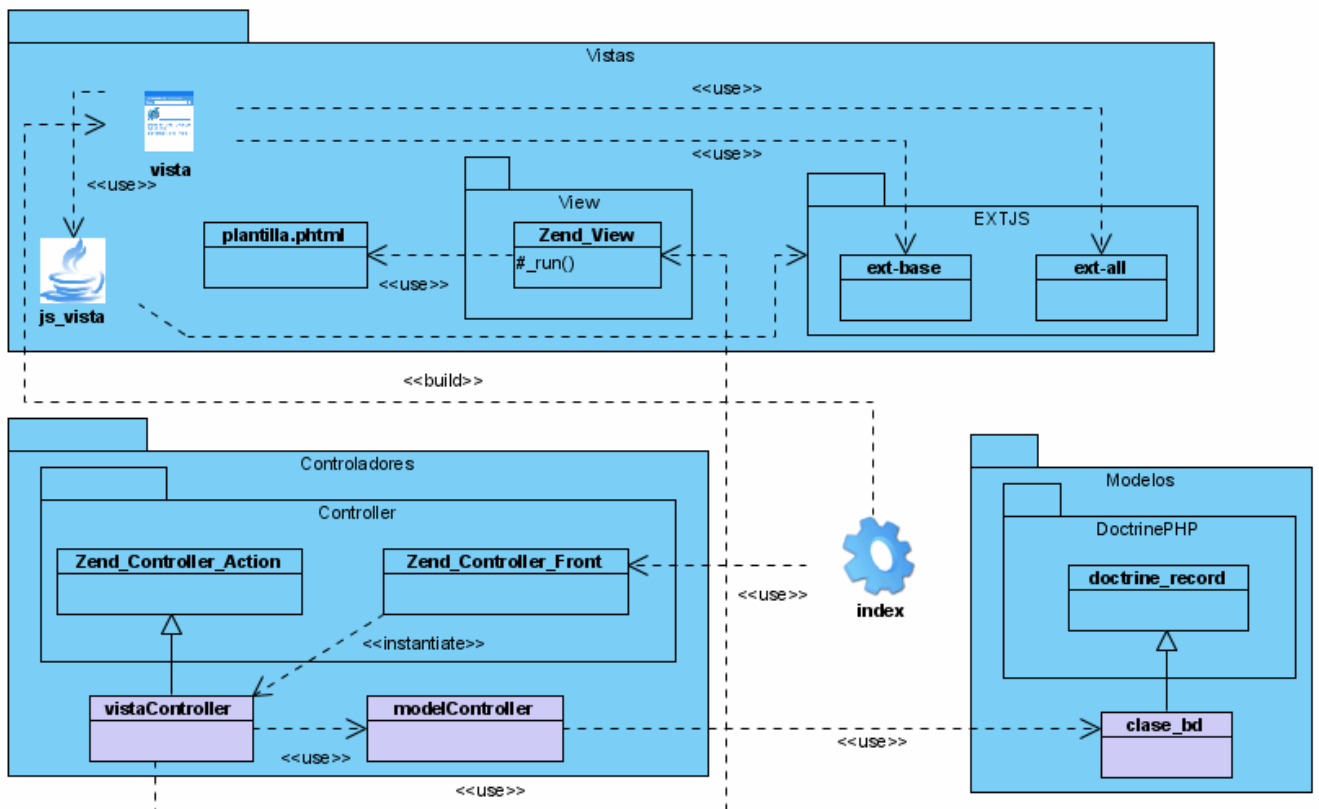 Vistas
<<use>>
<<use>>
vista
<<use>>
View
EXTJS
plantilla.phtml
Zend_View
#_run()
ext-base
ext-all
<<use>>
js_vista
<<build>>
Controladores
Modelos
Controller
DoctrinePHP
Zend_Controller_Action
Zend_Controller_Front
doctrine_record
<<use>>
index
<<instantiate>>
vistaController
modelController
clase_bd
<<use>>
<<use>>
<<use>>